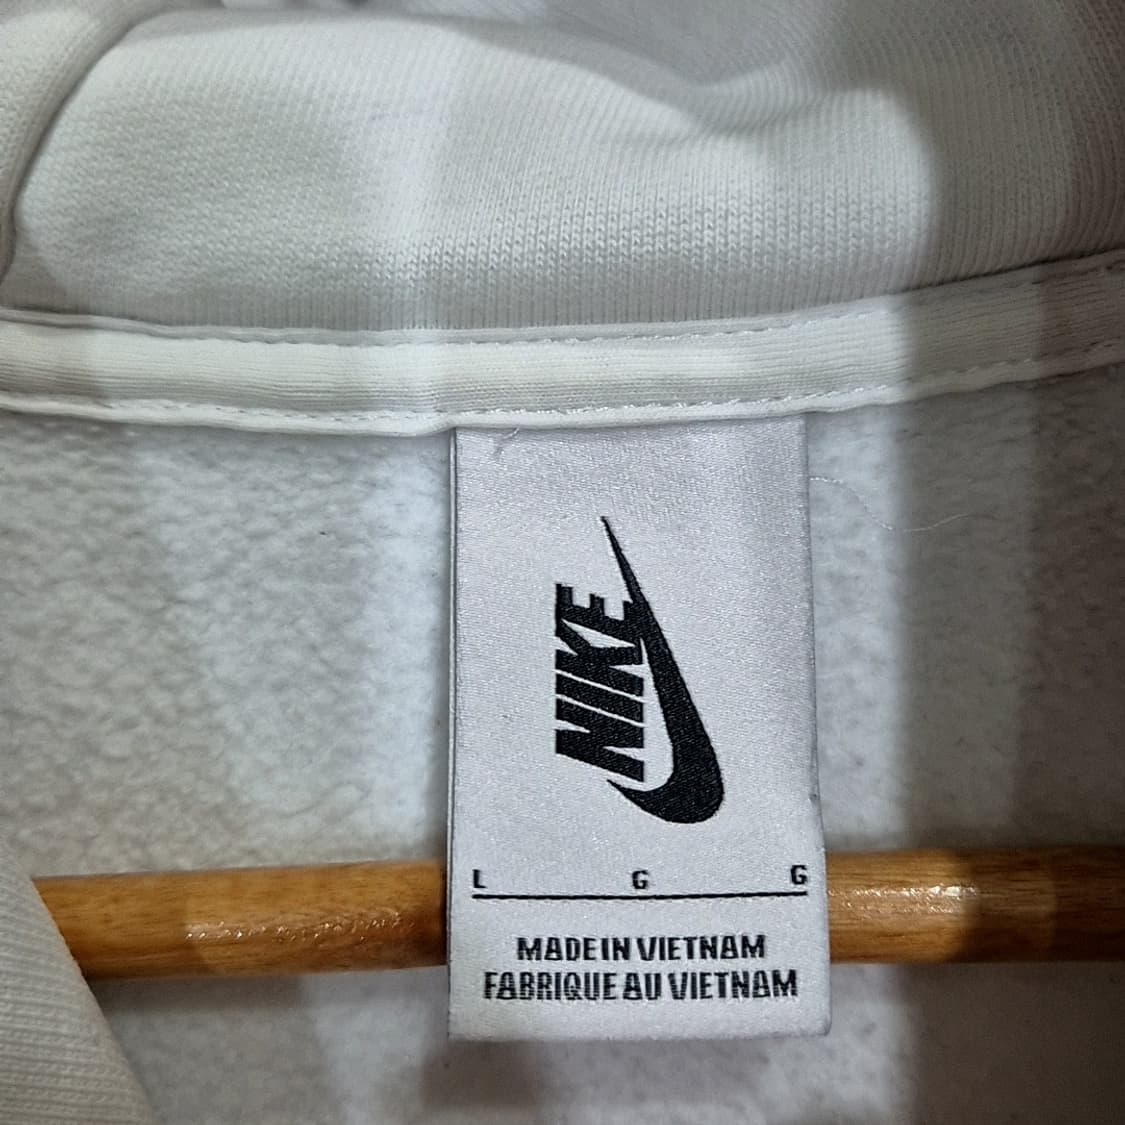 NIKE
L G G
MADE IN VIETNAM
FABRIQUE AU VIETNAM